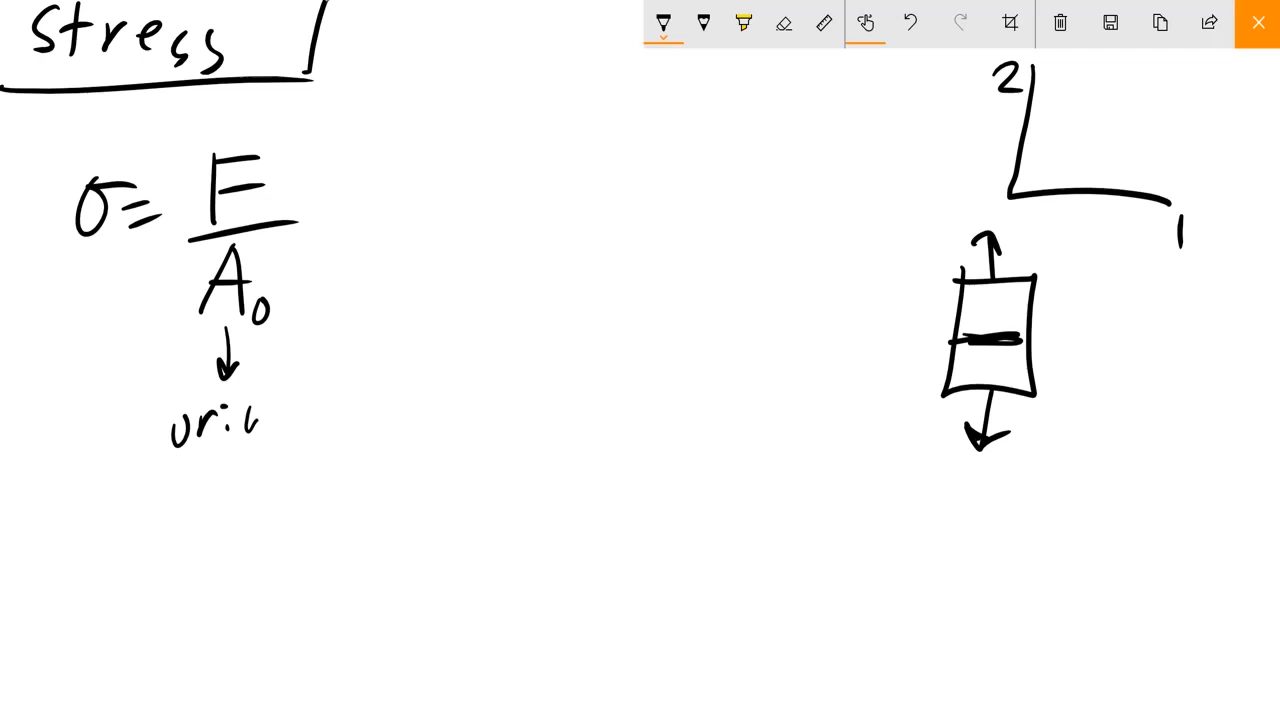 stress
σ = F
A₀
ori
2
1